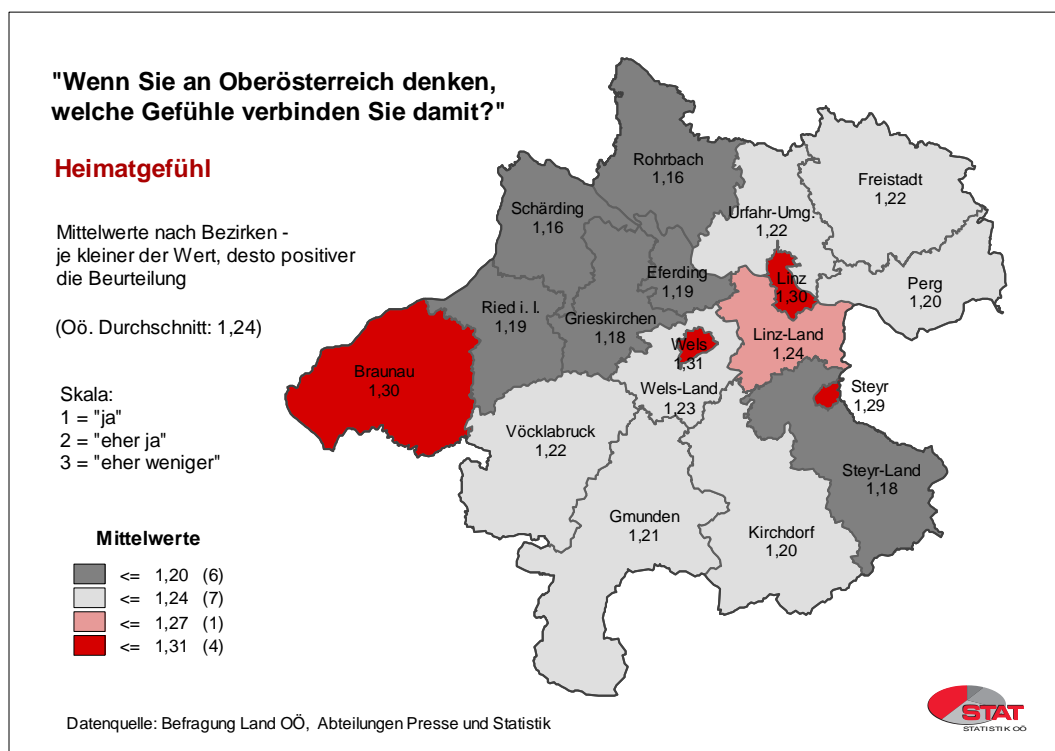 "Wenn Sie an Oberösterreich denken,
welche Gefühle verbinden Sie damit?"
Heimatgefühl
Mittelwerte nach Bezirken -
je kleiner der Wert, desto positiver
die Beurteilung
(Oö. Durchschnitt: 1,24)
Skala:
1 = "ja"
2 = "eher ja"
3 = "eher weniger"
Mittelwerte
<= 1,20 (6)
<= 1,24 (7)
<= 1,27 (1)
<= 1,31 (4)
Rohrbach
1,16
Freistadt
1,22
Schärding
1,16
Urfahr-Umg.
1,22
Eferding
1,19
Linz
1,30
Perg
1,20
Ried i. I.
1,19
Grieskirchen
1,18
Linz-Land
1,24
Wels
1,31
Braunau
1,30
Wels-Land
1,23
Steyr
1,29
Vöcklabruck
1,22
Steyr-Land
1,18
Gmunden
1,21
Kirchdorf
1,20
Datenquelle: Befragung Land OÖ, Abteilungen Presse und Statistik
STAT
STATISTIK OÖ